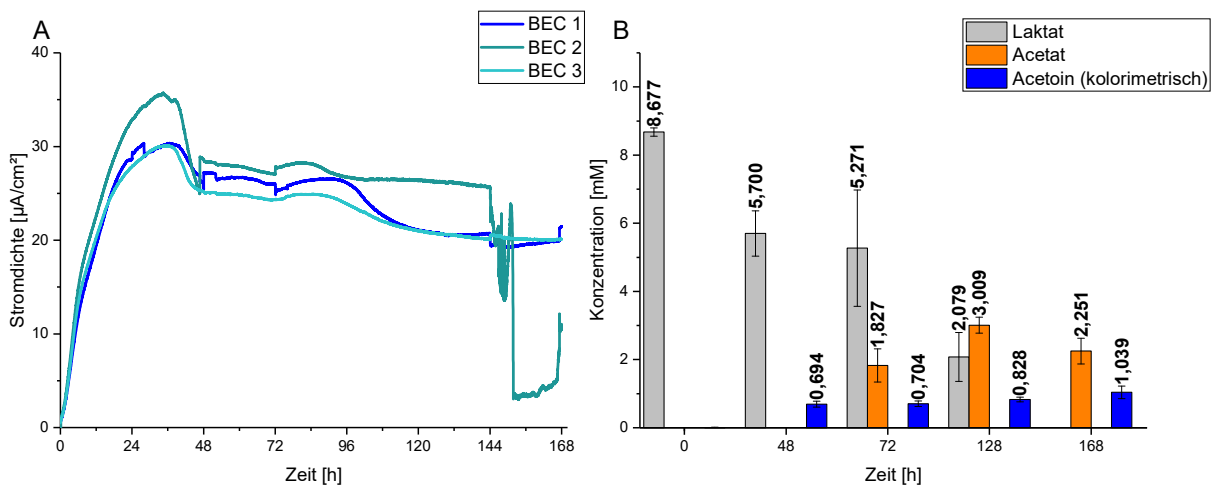 A
BEC 1
BEC 2
BEC 3
40
30
20
10
0
Stromdichte [µA/cm²]
0 24 48 72 96 120 144 168
Zeit [h]
B
Laktat
Acetat
Acetoin (kolorimetrisch)
10
8
6
4
2
0
Konzentration [mM]
8,677
5,700
0,694
5,271
1,827
0,704
2,079
3,009
0,828
2,251
1,039
0 48 72 128 168
Zeit [h]